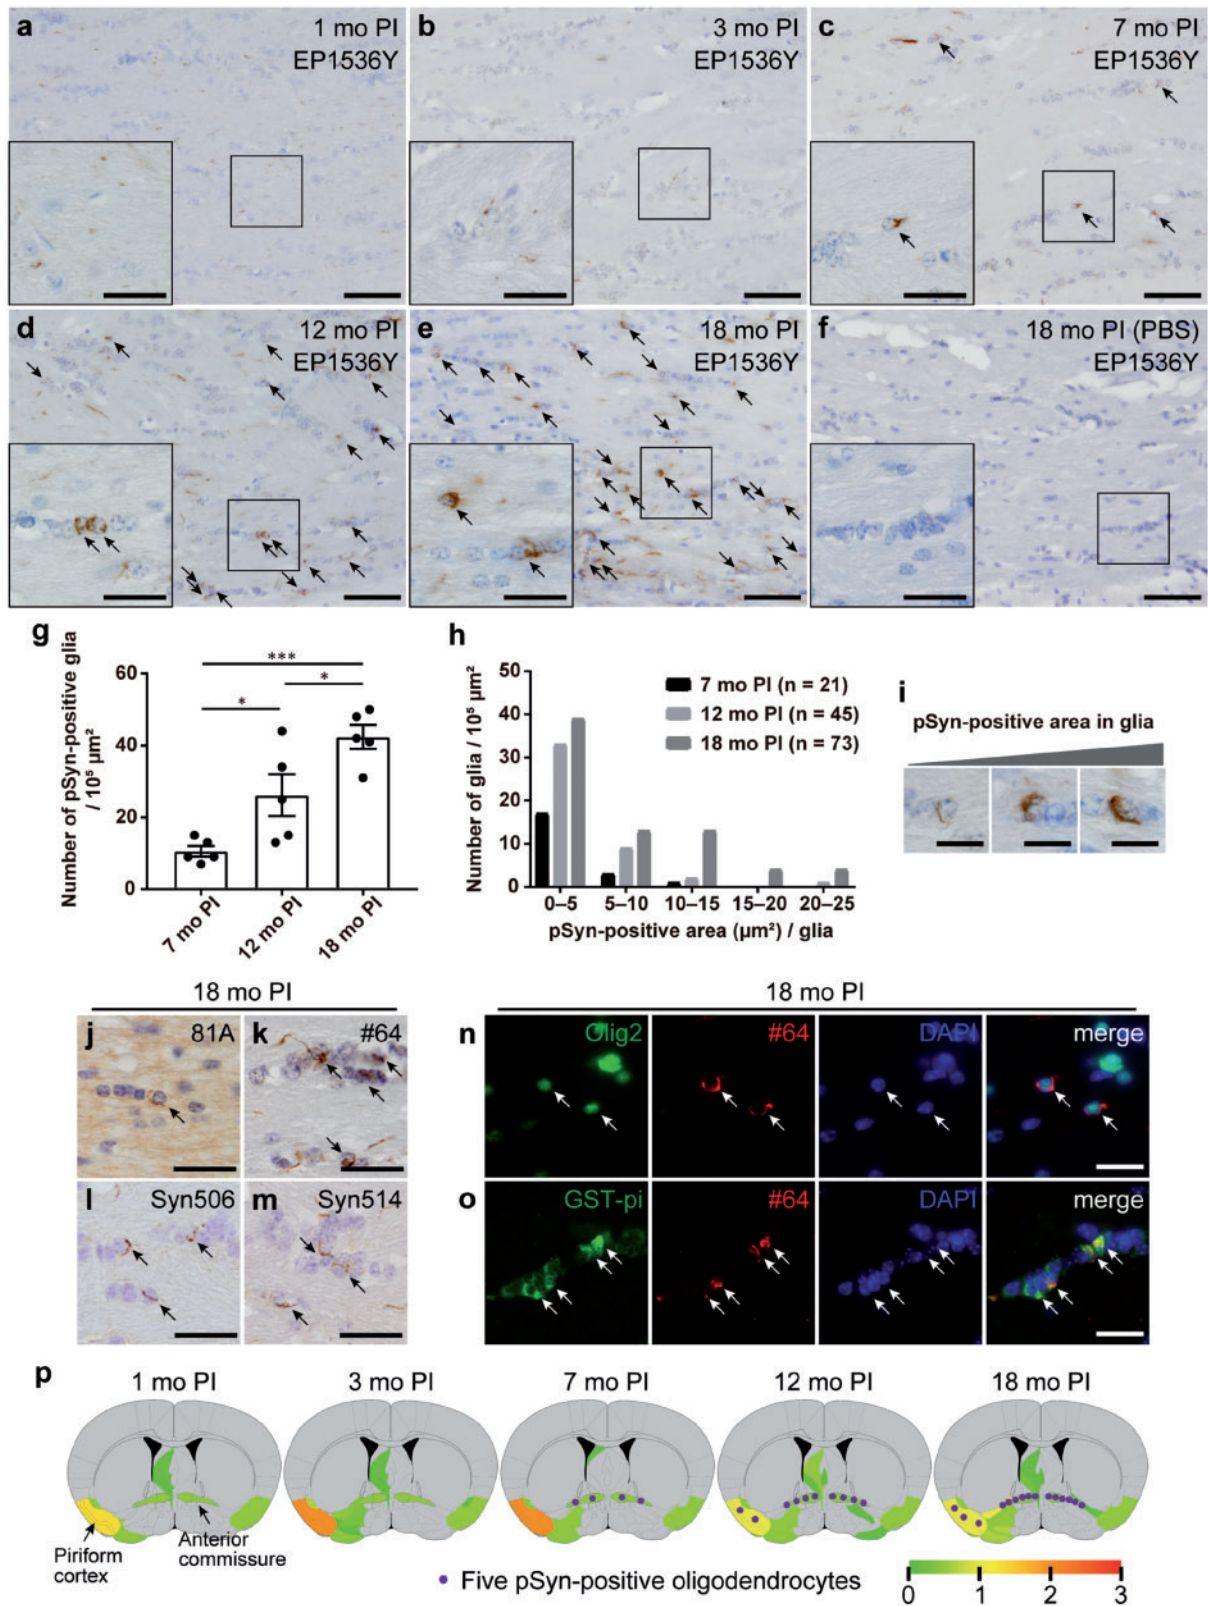 a
1 mo PI
EP1536Y
b
3 mo PI
EP1536Y
c
7 mo PI
EP1536Y
d
12 mo PI
EP1536Y
e
18 mo PI
EP1536Y
f
18 mo PI (PBS)
EP1536Y
g
Number of pSyn-positive glia
/ 10⁵ µm²
60
40
20
0
***
*
*
7 mo PI
12 mo PI
18 mo PI
h
Number of glia / 10⁵ µm²
50
40
30
20
10
0
7 mo PI (n = 21)
12 mo PI (n = 45)
18 mo PI (n = 73)
0–5
5–10
10–15
15–20
20–25
pSyn-positive area (µm²) / glia
i
pSyn-positive area in glia
18 mo PI
j
81A
k
#64
l
Syn506
m
Syn514
18 mo PI
n
Olig2
#64
DAPI
merge
o
GST-pi
#64
DAPI
merge
p
1 mo PI
3 mo PI
7 mo PI
12 mo PI
18 mo PI
Piriform
cortex
Anterior
commissure
Five pSyn-positive oligodendrocytes
0
1
2
3